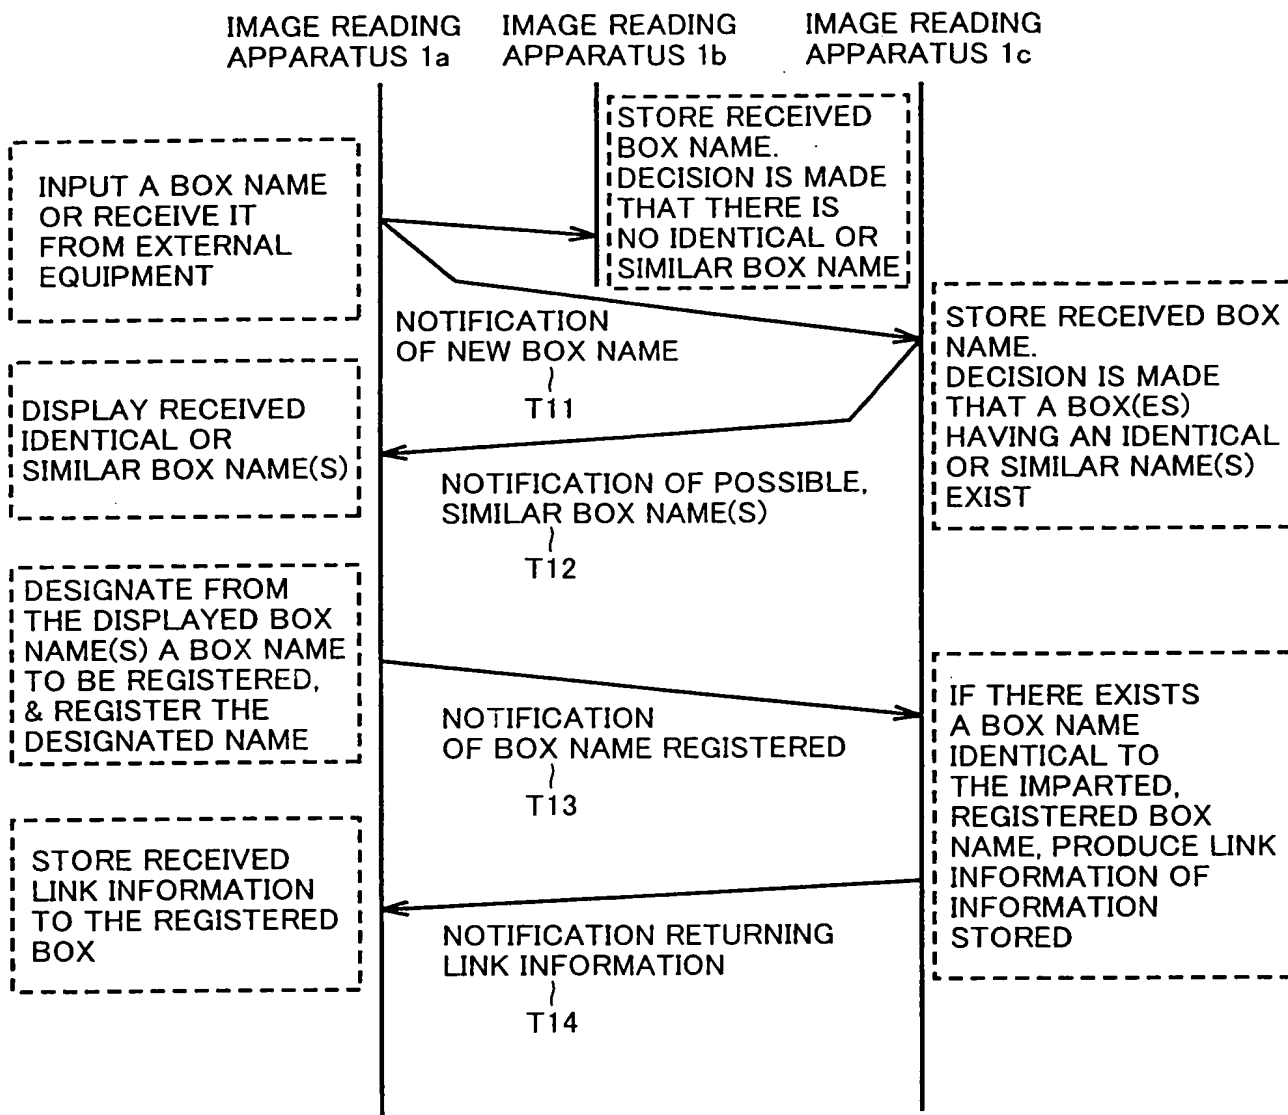 IMAGE READING
APPARATUS 1a
IMAGE READING
APPARATUS 1b
IMAGE READING
APPARATUS 1c
STORE RECEIVED
BOX NAME.
DECISION IS MADE
THAT THERE IS
NO IDENTICAL OR
SIMILAR BOX NAME
INPUT A BOX NAME
OR RECEIVE IT
FROM EXTERNAL
EQUIPMENT
NOTIFICATION
OF NEW BOX NAME
T11
STORE RECEIVED BOX
NAME.
DECISION IS MADE
THAT A BOX(ES)
HAVING AN IDENTICAL
OR SIMILAR NAME(S)
EXIST
DISPLAY RECEIVED
IDENTICAL OR
SIMILAR BOX NAME(S)
NOTIFICATION OF POSSIBLE,
SIMILAR BOX NAME(S)
T12
DESIGNATE FROM
THE DISPLAYED BOX
NAME(S) A BOX NAME
TO BE REGISTERED,
& REGISTER THE
DESIGNATED NAME
NOTIFICATION
OF BOX NAME REGISTERED
T13
IF THERE EXISTS
A BOX NAME
IDENTICAL TO
THE IMPARTED,
REGISTERED BOX
NAME, PRODUCE LINK
INFORMATION OF
INFORMATION
STORED
STORE RECEIVED
LINK INFORMATION
TO THE REGISTERED
BOX
NOTIFICATION RETURNING
LINK INFORMATION
T14